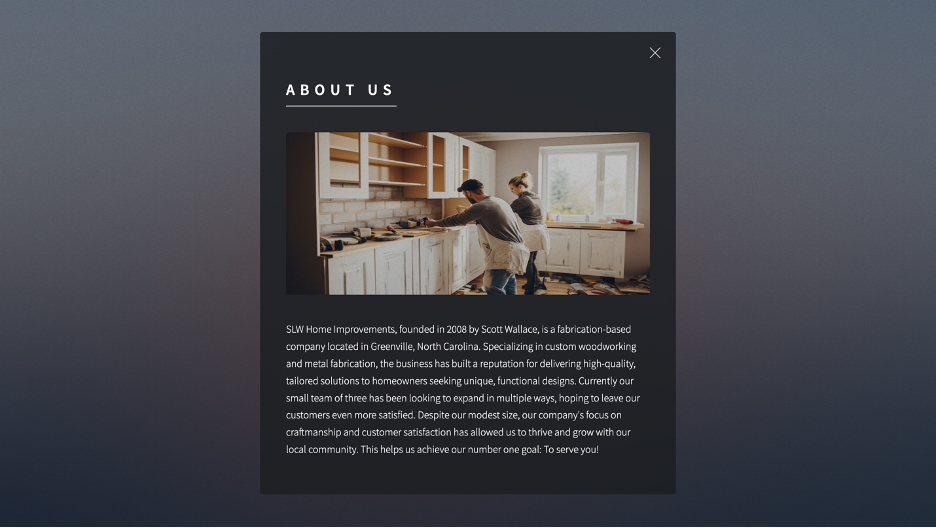 ABOUT US
SLW Home Improvements, founded in 2008 by Scott Wallace, is a fabrication-based
company located in Greenville, North Carolina. Specializing in custom woodworking
and metal fabrication, the business has built a reputation for delivering high-quality,
tailored solutions to homeowners seeking unique, functional designs. Currently our
small team of three has been looking to expand in multiple ways, hoping to leave our
customers even more satisfied. Despite our modest size, our company's focus on
craftmanship and customer satisfaction has allowed us to thrive and grow with our
local community. This helps us achieve our number one goal: To serve you!